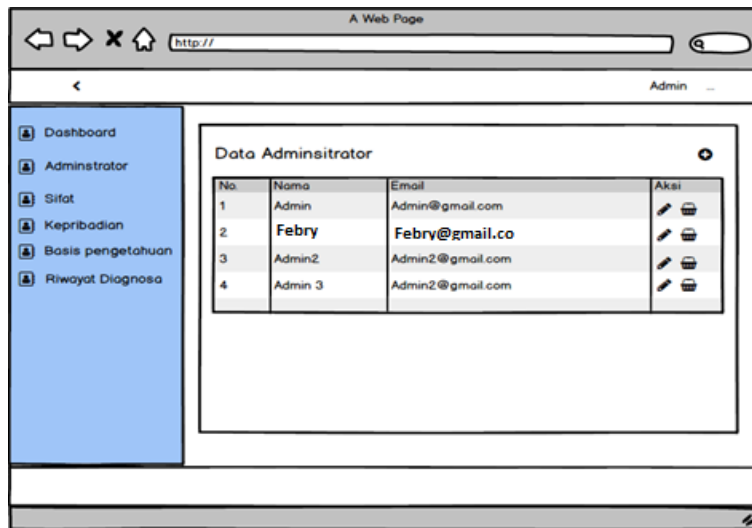 A Web Page
http://
Admin ...
Dashboard
Adminstrator
Sifat
Kepribadian
Basis pengetahuan
Riwayat Diagnosa
Data Adminsitrator
No. Nama Email Aksi
1 Admin Admin@gmail.com
2 Febry Febry@gmail.co
3 Admin2 Admin2@gmail.com
4 Admin 3 Admin2@gmail.com